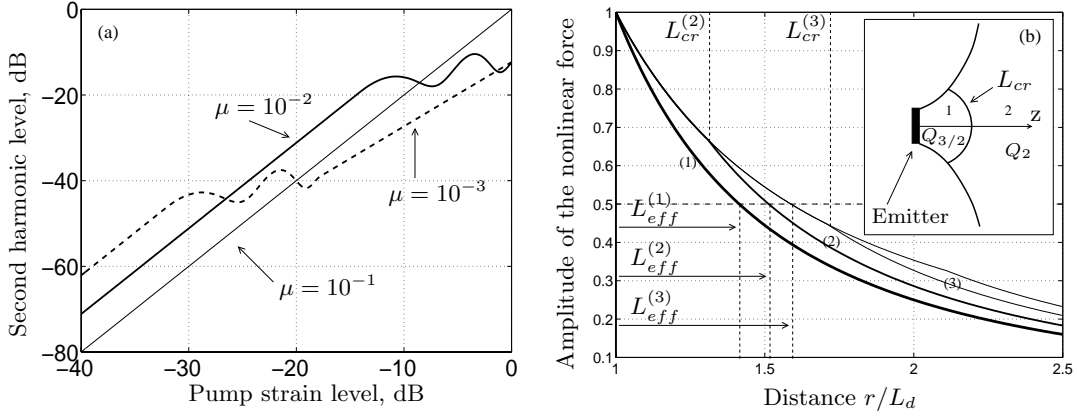 (a)
Second harmonic level, dB
0
−20
−40
−60
−80
μ = 10⁻²
μ = 10⁻³
μ = 10⁻¹
−40
−30
−20
−10
0
Pump strain level, dB
(b)
Amplitude of the nonlinear force
1
0.9
0.8
0.7
0.6
0.5
0.4
0.3
0.2
0.1
L_{cr}^{(2)}
L_{cr}^{(3)}
(1)
(2)
(3)
L_{eff}^{(1)}
L_{eff}^{(2)}
L_{eff}^{(3)}
L_{cr}
1
2
z
Q_{3/2}
Q_2
Emitter
1
1.5
2
2.5
Distance r/L_d